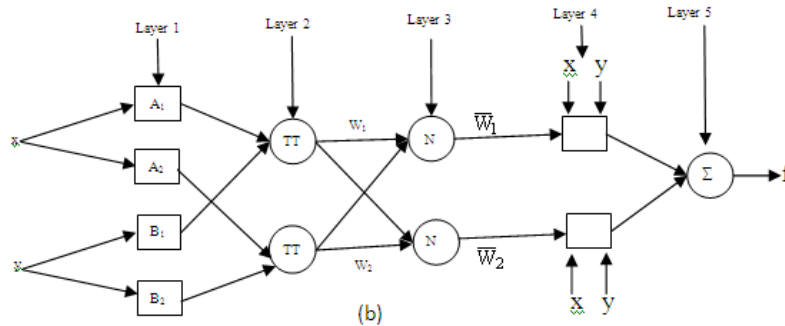 Layer 1
Layer 2
Layer 3
Layer 4
Layer 5
x y
A₁
A₂
B₁
B₂
x
TT
TT
W₁
W₂
N
N
W̅₁
W̅₂
Σ
f
x y
(b)